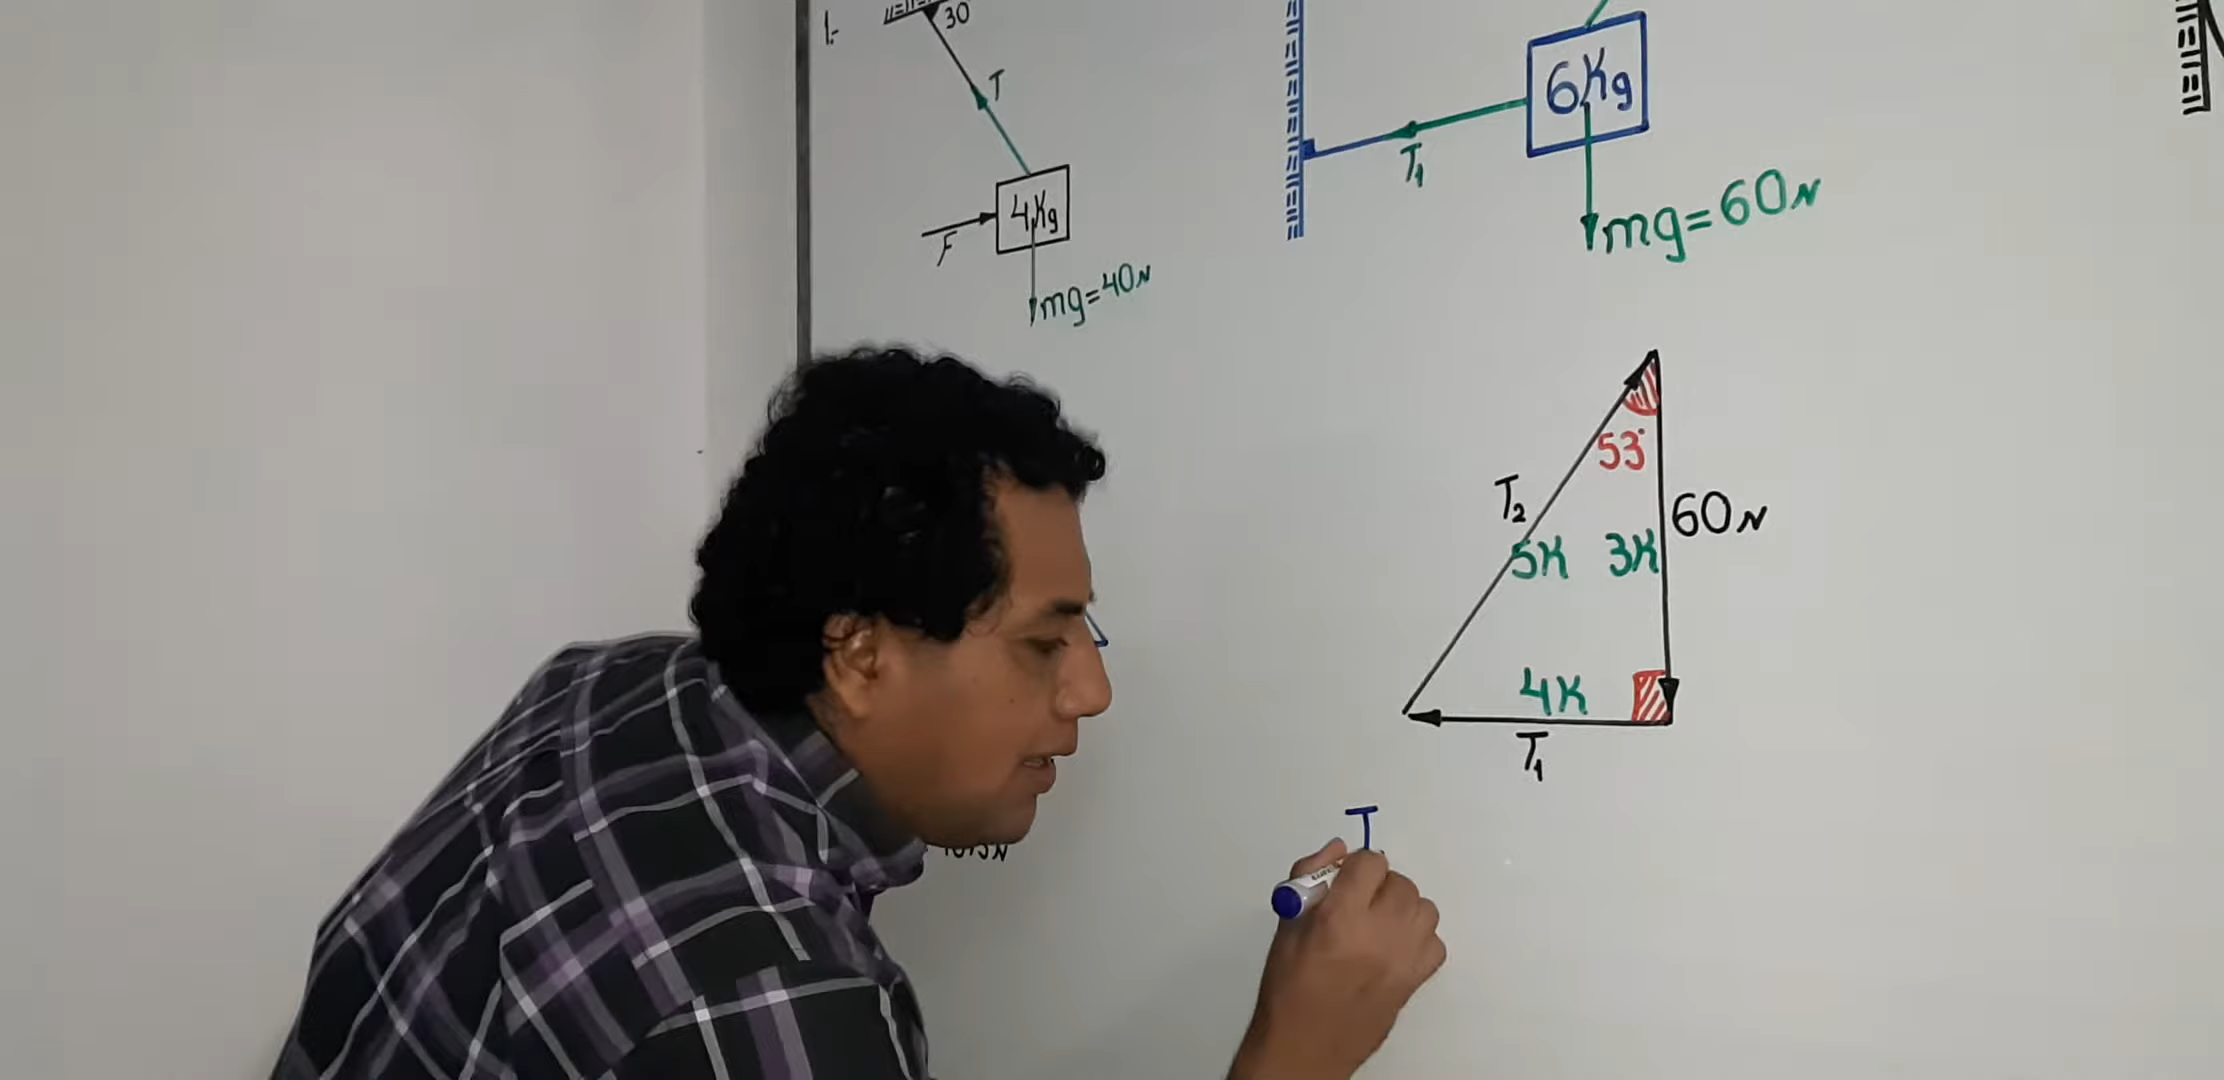 1.-
30
T
4Kg
F
mg=40N
6Kg
T₁
mg=60N
53°
T₂
60N
5K
3K
4K
T₁
T